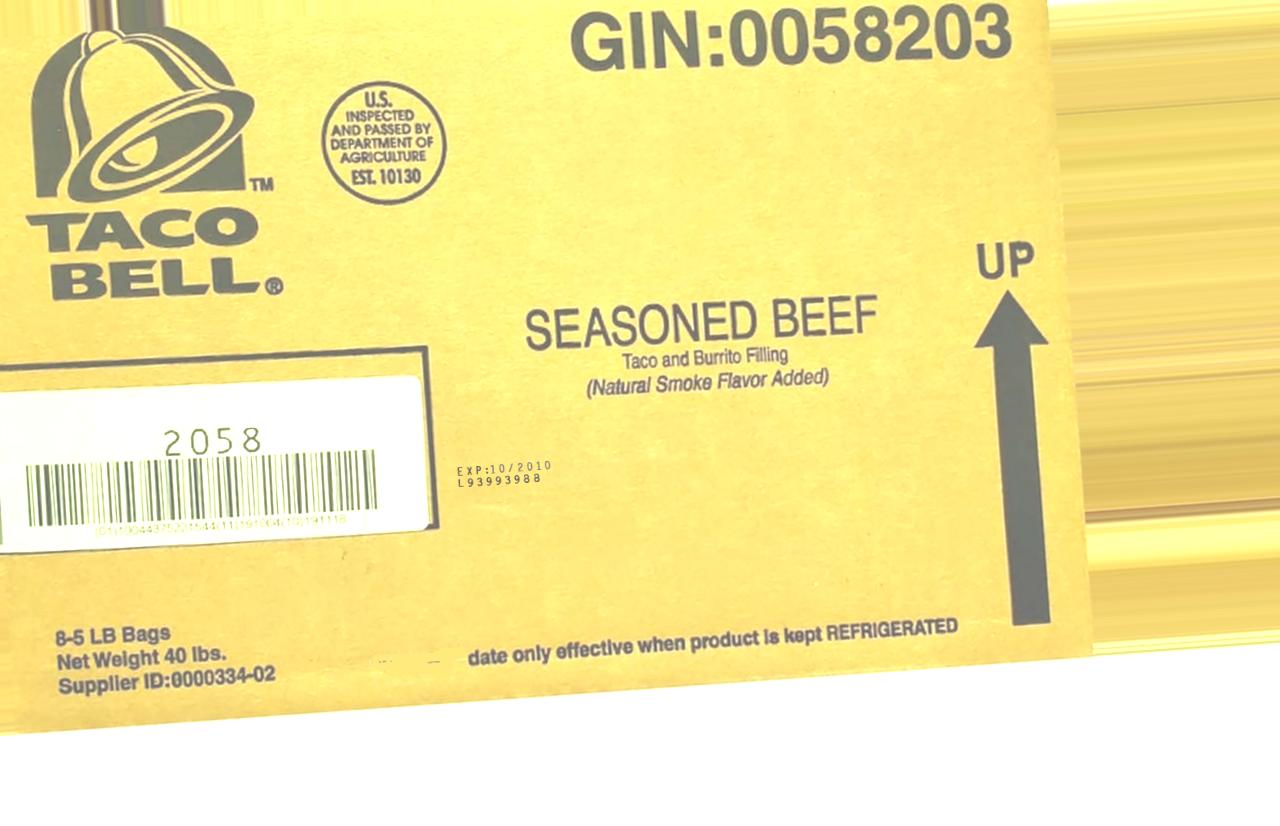 GIN:0058203
U.S.
INSPECTED
AND PASSED BY
DEPARTMENT OF
AGRICULTURE
EST. 10130
TM
TACO
BELL®
UP
SEASONED BEEF
Taco and Burrito Filling
(Natural Smoke Flavor Added)
2058
EXP:10/2010
L93993988
8-5 LB Bags
Net Weight 40 lbs.
Supplier ID:0000334-02
date only effective when product is kept REFRIGERATED